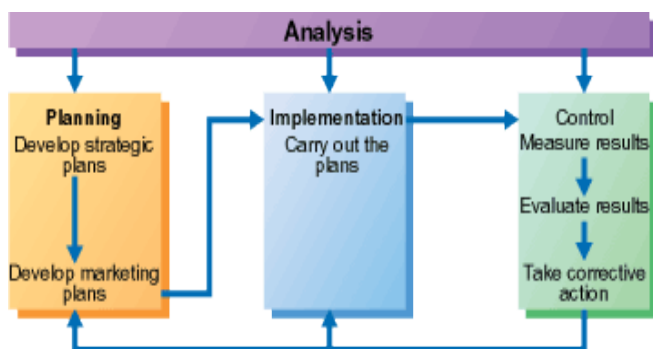 Analysis
Planning
Develop strategic
plans
Develop marketing
plans
Implementation
Carry out the
plans
Control
Measure results
Evaluate results
Take corrective
action